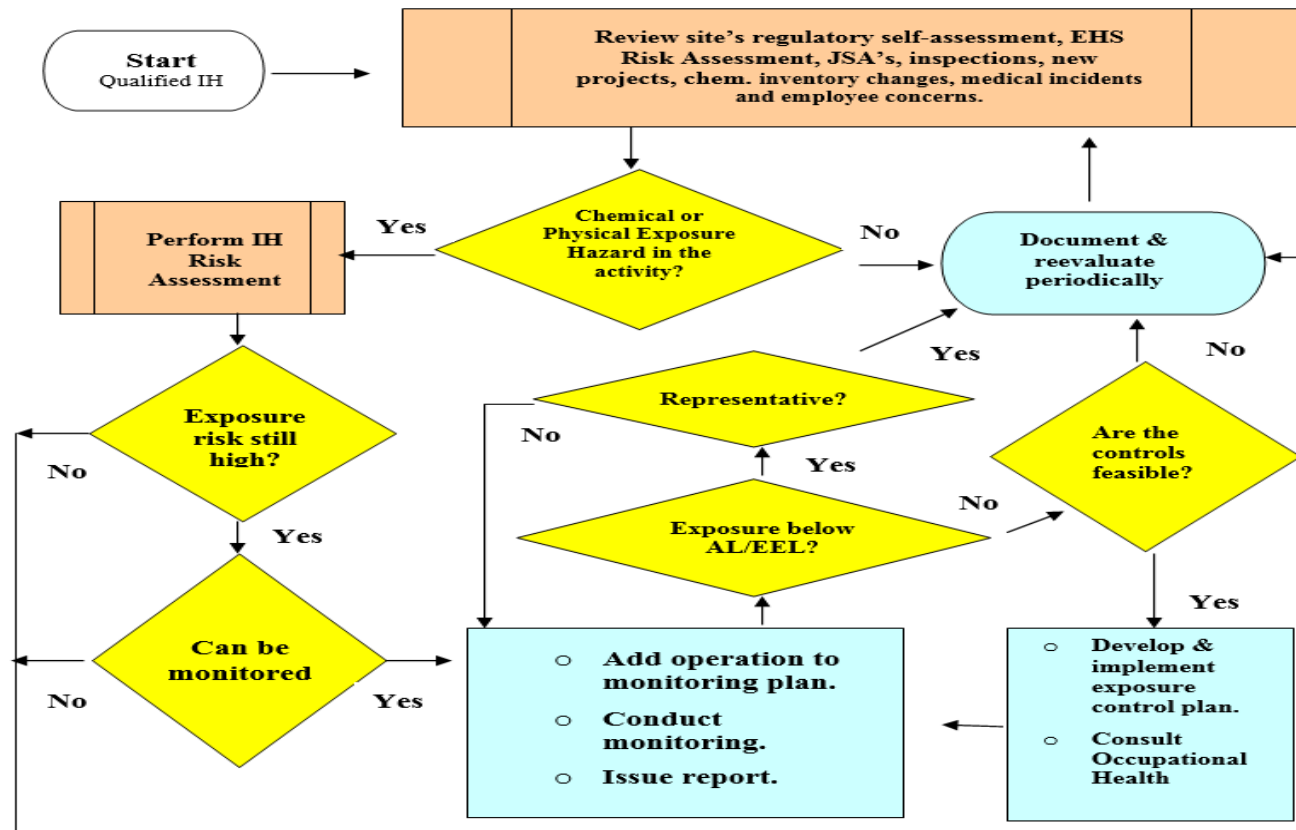 Start
Qualified IH
Review site's regulatory self-assessment, EHS
Risk Assessment, JSA's, inspections, new
projects, chem. inventory changes, medical incidents
and employee concerns.
Chemical or
Physical Exposure
Hazard in the
activity?
Yes
No
Perform IH
Risk
Assessment
Document &
reevaluate
periodically
Exposure
risk still
high?
No
Yes
Representative?
No
Yes
Yes
Are the
controls
feasible?
No
Yes
Exposure below
AL/EEL?
No
Can be
monitored
No
Yes
o Add operation to
monitoring plan.
o Conduct
monitoring.
o Issue report.
o Develop &
implement
exposure
control plan.
o Consult
Occupational
Health